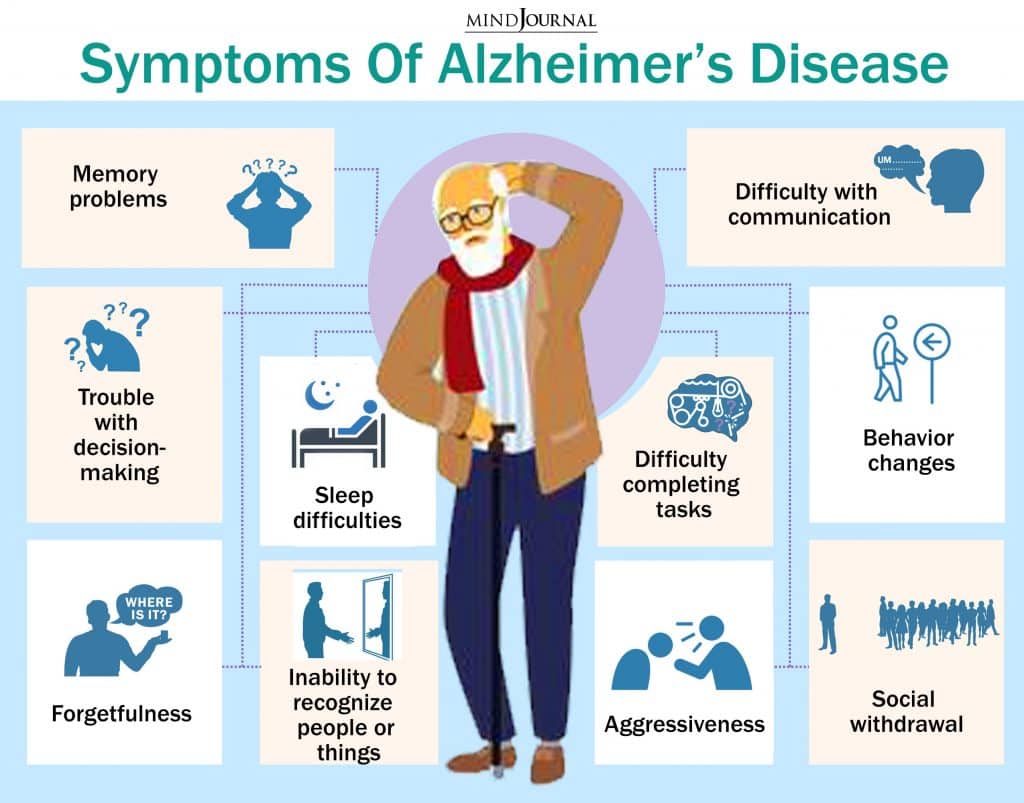 MINDJOURNAL
Symptoms Of Alzheimer's Disease
Memory
problems
? ? ? ?
UM...........
Difficulty with
communication
? ? ?
? ?
Trouble
with
decision-
making
Sleep
difficulties
? ?
?
Difficulty
completing
tasks
Behavior
changes
WHERE
IS IT?
Forgetfulness
Inability to
recognize
people or
things
Aggressiveness
Social
withdrawal